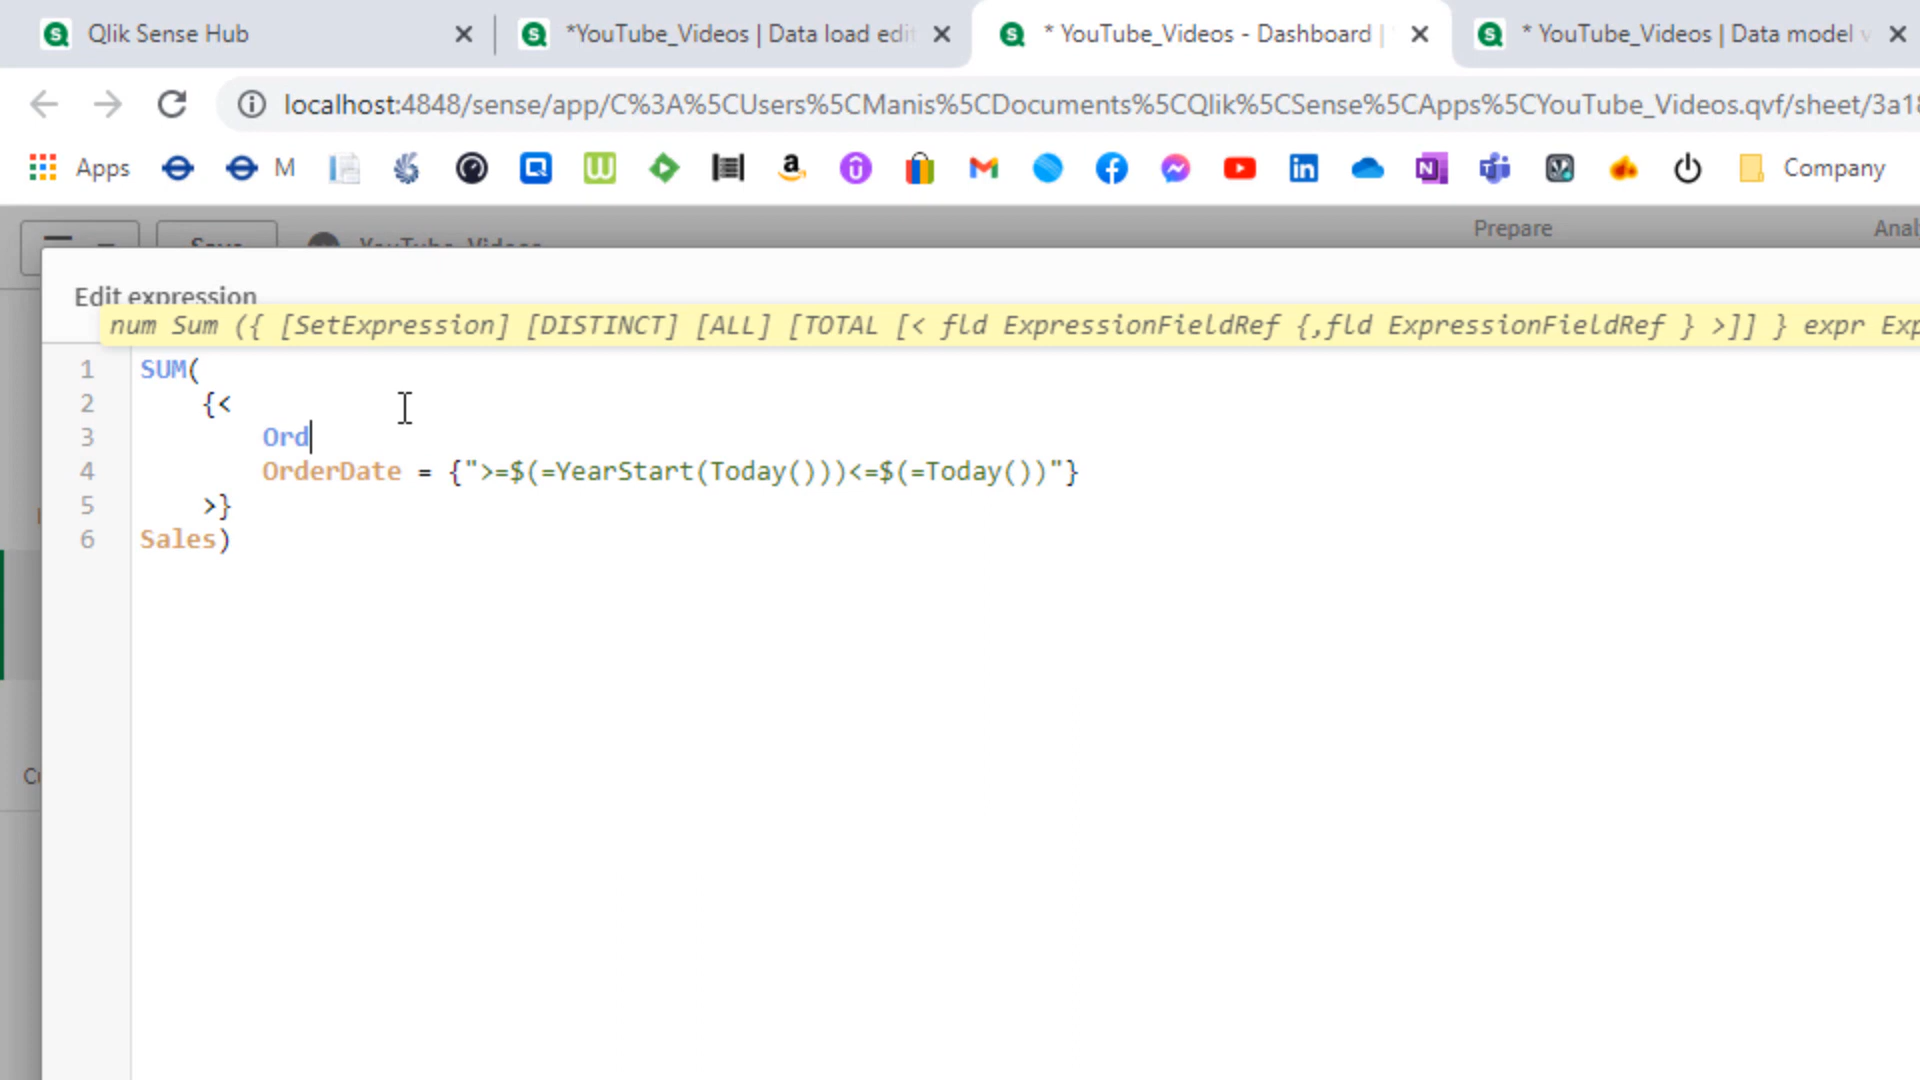 Qlik Sense Hub
*YouTube_Videos | Data load edi
* YouTube_Videos - Dashboard |
* YouTube_Videos | Data model v
localhost:4848/sense/app/C%3A%5CUsers%5CManis%5CDocuments%5CQlik%5CSense%5CApps%5CYouTube_Videos.qvf/sheet/3a18
Apps
M
Company
Save
YouTube_Videos
Prepare
Anal
Edit expression
num Sum ({ [SetExpression] [DISTINCT] [ALL] [TOTAL [< fld ExpressionFieldRef {,fld ExpressionFieldRef } >]] } expr Exp
1 SUM(
2 {<
3 Ord
4 OrderDate = {">=$(=YearStart(Today()))<=$(=Today())"}
5 >}
6 Sales)